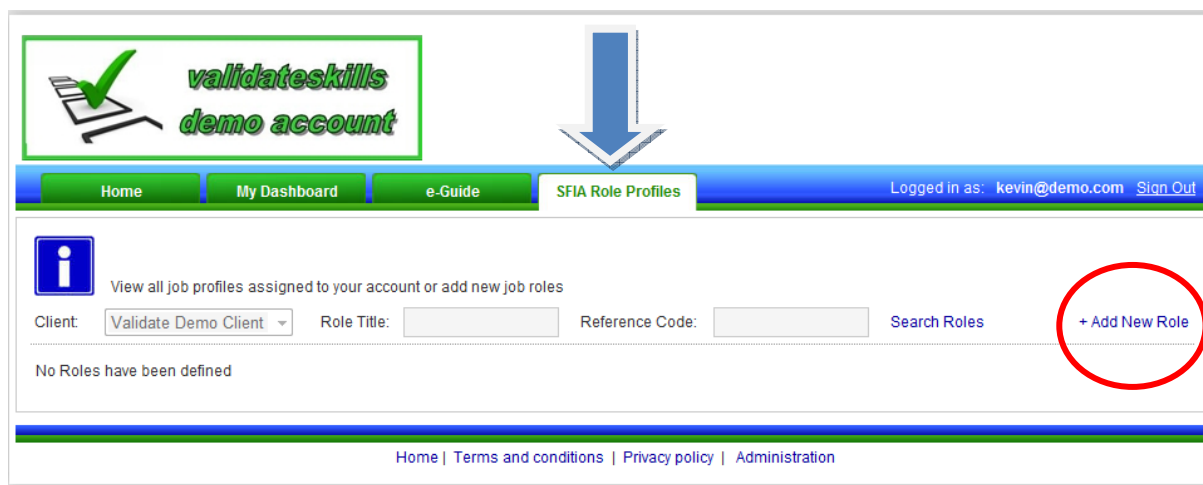 validateskills
demo account
Home My Dashboard e-Guide SFIA Role Profiles Logged in as: kevin@demo.com Sign Out
i
View all job profiles assigned to your account or add new job roles
Client: Validate Demo Client Role Title: Reference Code: Search Roles + Add New Role
No Roles have been defined
Home | Terms and conditions | Privacy policy | Administration